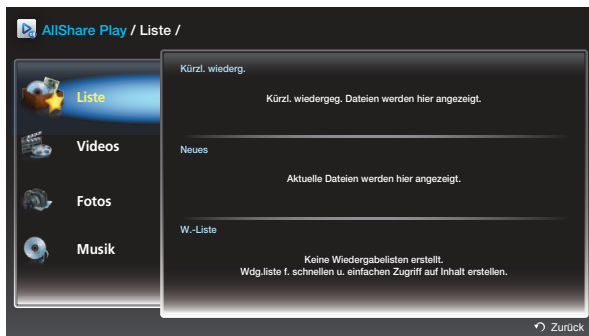 AllShare Play / Liste /
Liste
Videos
Fotos
Musik
Kürzl. wiederg.
Kürzl. wiedergeg. Dateien werden hier angezeigt.
Neues
Aktuelle Dateien werden hier angezeigt.
W.-Liste
Keine Wiedergabelisten erstellt.
Wdg.liste f. schnellen u. einfachen Zugriff auf Inhalt erstellen.
Zurück